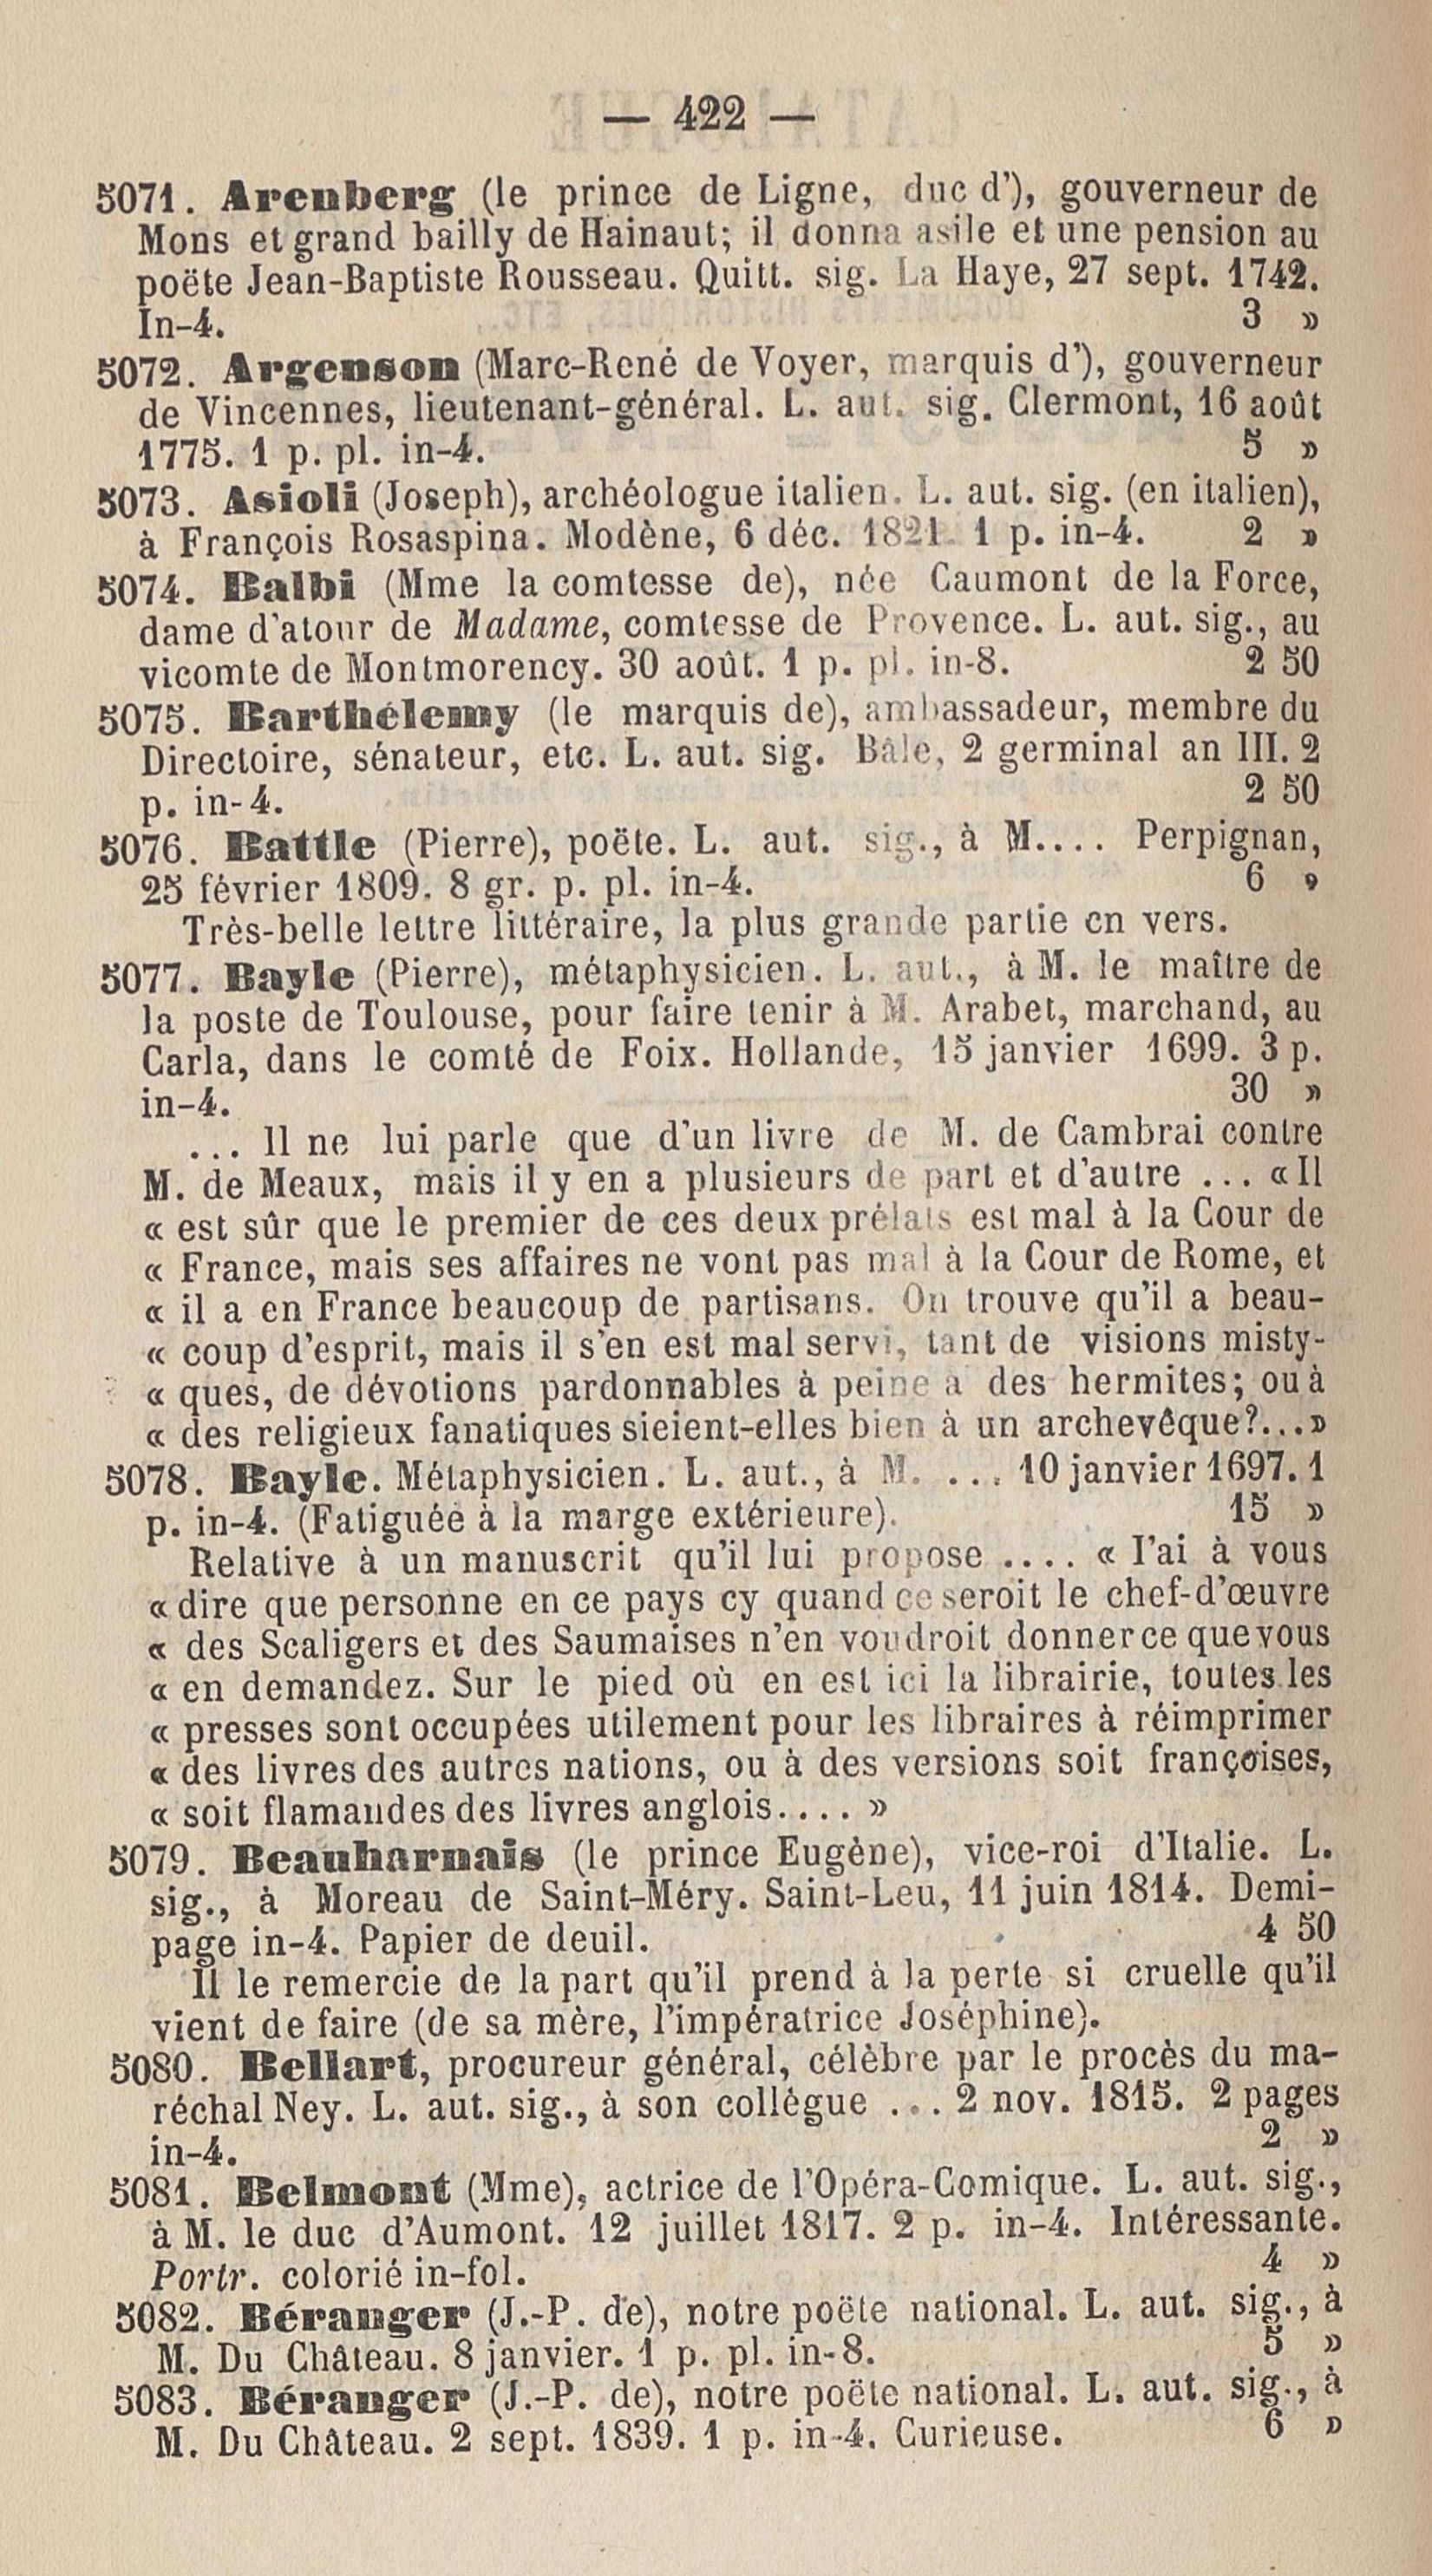 — 422 —
5071. Arenberg (le prince de Ligne, duc d'), gouverneur de
Mons et grand bailly de Hainaut; il donna asile et une pension au
poëte Jean-Baptiste Rousseau. Quitt. sig. La Haye, 27 sept. 1742.
In-4. 3 »
5072. Argenson (Marc-René de Voyer, marquis d'), gouverneur
de Vincennes, lieutenant-général. L. aut. sig. Clermont, 16 août
1775. 1 p. pl. in-4. 5 »
5073. Asioli (Joseph), archéologue italien. L. aut. sig. (en italien),
à François Rosaspina. Modène, 6 déc. 1821. 1 p. in-4. 2 »
5074. Balbi (Mme la comtesse de), née Caumont de la Force,
dame d'atour de Madame, comtesse de Provence. L. aut. sig., au
vicomte de Montmorency. 30 août. 1 p. pl. in-8. 2 50
5075. Barthélemy (le marquis de), ambassadeur, membre du
Directoire, sénateur, etc. L. aut. sig. Bâle, 2 germinal an III. 2
p. in-4. 2 50
5076. Battle (Pierre), poëte. L. aut. sig., à M.... Perpignan,
25 février 1809. 8 gr. p. pl. in-4. 6 »
Très-belle lettre littéraire, la plus grande partie en vers.
5077. Bayle (Pierre), métaphysicien. L. aut., à M. le maître de
la poste de Toulouse, pour faire tenir à M. Arabet, marchand, au
Carla, dans le comté de Foix. Hollande, 15 janvier 1699. 3 p.
in-4. 30 »
... Il ne lui parle que d'un livre de M. de Cambrai contre
M. de Meaux, mais il y en a plusieurs de part et d'autre ... « Il
« est sûr que le premier de ces deux prélats est mal à la Cour de
« France, mais ses affaires ne vont pas mal à la Cour de Rome, et
« il a en France beaucoup de partisans. On trouve qu'il a beau-
« coup d'esprit, mais il s'en est mal servi, tant de visions misty-
« ques, de dévotions pardonnables à peine a des hermites; ou à
« des religieux fanatiques sieient-elles bien à un archevêque?...»
5078. Bayle. Métaphysicien. L. aut., à M. ... 10 janvier 1697. 1
p. in-4. (Fatiguée à la marge extérieure). 15 »
Relative à un manuscrit qu'il lui propose .... « J'ai à vous
« dire que personne en ce pays cy quand ce seroit le chef-d'œuvre
« des Scaligers et des Saumaises n'en voudroit donner ce que vous
« en demandez. Sur le pied où en est ici la librairie, toutes les
« presses sont occupées utilement pour les libraires à réimprimer
« des livres des autres nations, ou à des versions soit françoises,
« soit flamandes des livres anglois.... »
5079. Beauharnais (le prince Eugène), vice-roi d'Italie. L.
sig., à Moreau de Saint-Méry. Saint-Leu, 11 juin 1814. Demi-
page in-4. Papier de deuil. 4 50
Il le remercie de la part qu'il prend à la perte si cruelle qu'il
vient de faire (de sa mère, l'impératrice Joséphine).
5080. Bellart, procureur général, célèbre par le procès du ma-
réchal Ney. L. aut. sig., à son collègue ... 2 nov. 1815. 2 pages
in-4. 2 »
5081. Belmont (Mme), actrice de l'Opéra-Comique. L. aut. sig.,
à M. le duc d'Aumont. 12 juillet 1817. 2 p. in-4. Intéressante.
Portr. colorié in-fol. 4 »
5082. Béranger (J.-P. de), notre poëte national. L. aut. sig., à
M. Du Château. 8 janvier. 1 p. pl. in-8. 5 »
5083. Béranger (J.-P. de), notre poëte national. L. aut. sig., à
M. Du Château. 2 sept. 1839. 1 p. in-4. Curieuse. 6 »